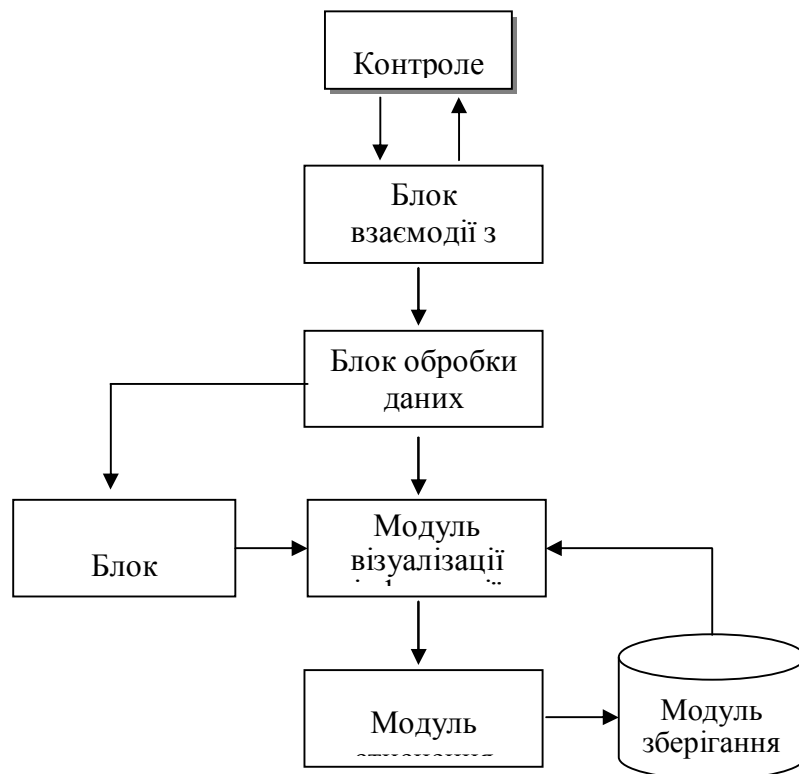 Контроле
Блок
взаємодії з
Блок обробки
даних
Блок
Модуль
візуалізації
Модуль
Модуль
зберігання